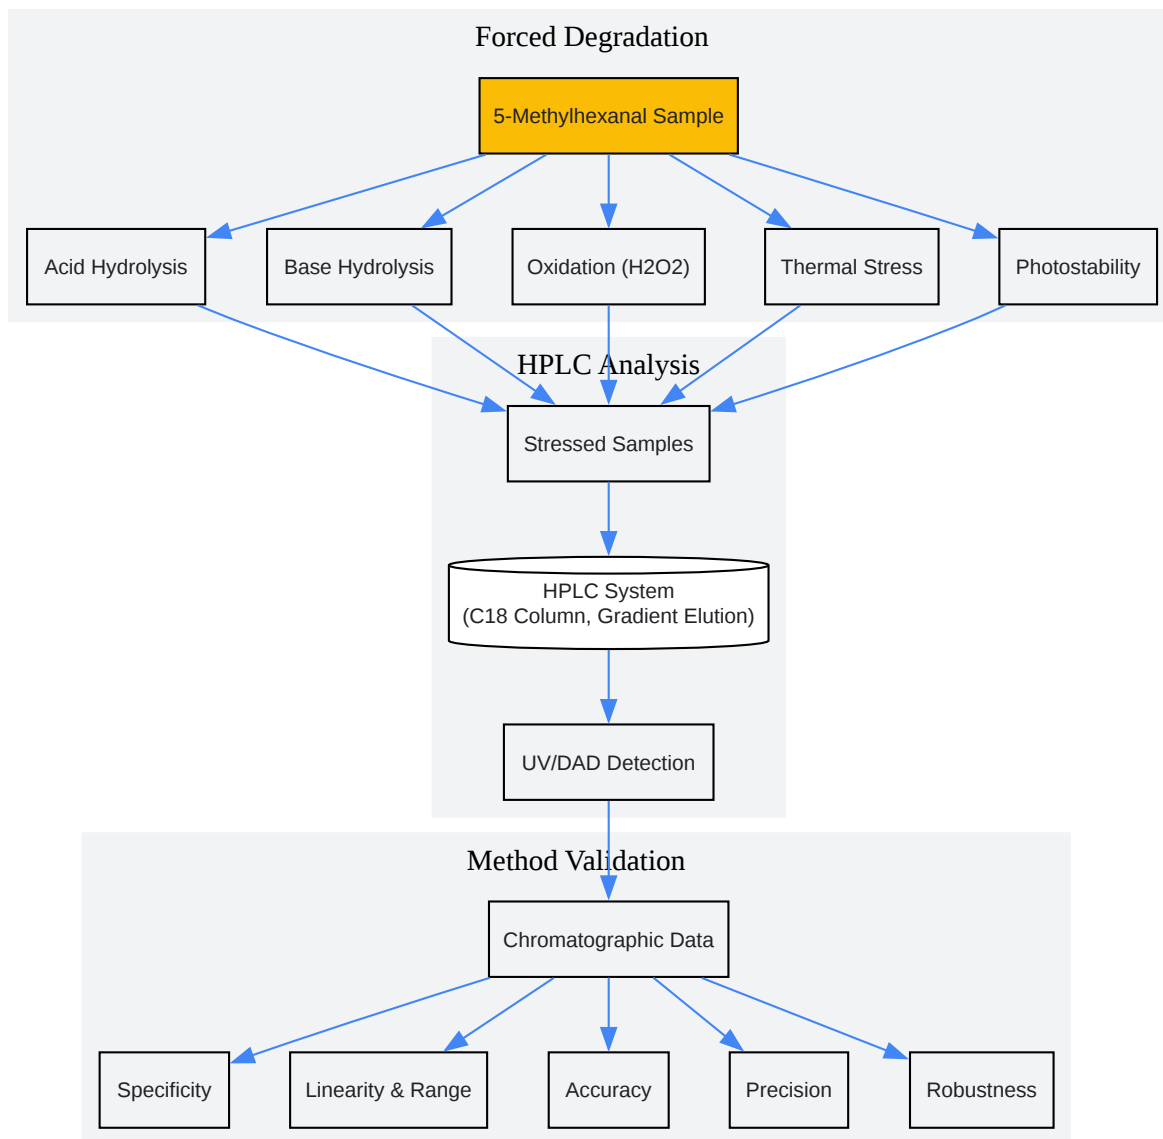 Forced Degradation
5-Methylhexanal Sample
Acid Hydrolysis
Base Hydrolysis
Oxidation (H2O2)
Thermal Stress
Photostability
HPLC Analysis
Stressed Samples
HPLC System
(C18 Column, Gradient Elution)
UV/DAD Detection
Method Validation
Chromatographic Data
Specificity
Linearity & Range
Accuracy
Precision
Robustness